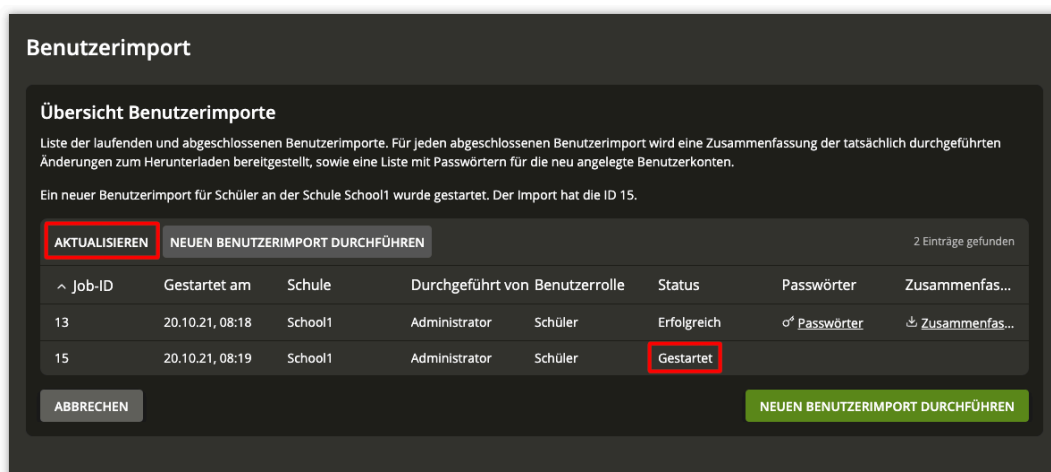 Benutzerimport
Übersicht Benutzerimporte
Liste der laufenden und abgeschlossenen Benutzerimporte. Für jeden abgeschlossenen Benutzerimport wird eine Zusammenfassung der tatsächlich durchgeführten
Änderungen zum Herunterladen bereitgestellt, sowie eine Liste mit Passwörtern für die neu angelegte Benutzerkonten.
Ein neuer Benutzerimport für Schüler an der Schule School1 wurde gestartet. Der Import hat die ID 15.
AKTUALISIEREN NEUEN BENUTZERIMPORT DURCHFÜHREN 2 Einträge gefunden
Job-ID Gestartet am Schule Durchgeführt von Benutzerrolle Status Passwörter Zusammenfas...
13 20.10.21, 08:18 School1 Administrator Schüler Erfolgreich Passwörter Zusammenfas...
15 20.10.21, 08:19 School1 Administrator Schüler Gestartet
ABBRECHEN NEUEN BENUTZERIMPORT DURCHFÜHREN